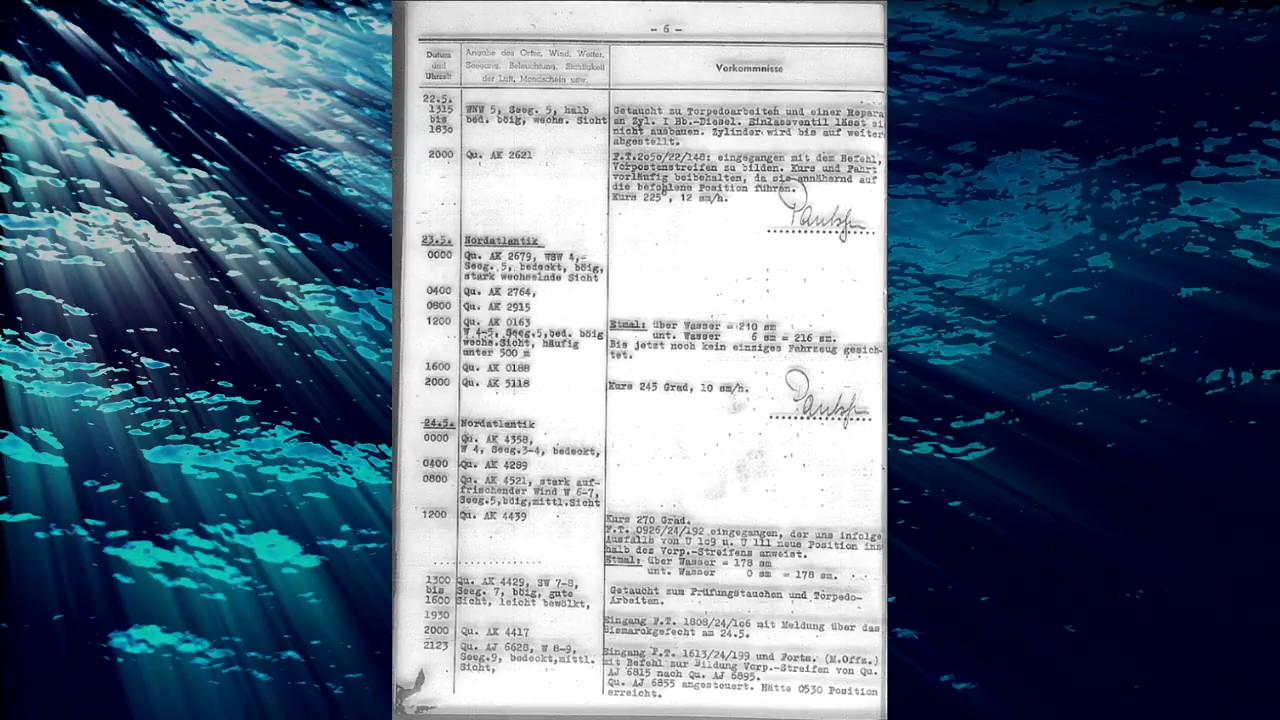 - 6 -
Datum
und
Uhrzeit
Angabe des Ortes, Wind, Wetter,
Seegang, Beleuchtung, Sichtigkeit
der Luft, Mondschein usw.
Vorkommnisse
22.5.
1315
bis
1830
WNW 5, Seeg. 5, halb
bed. böig, wechs. Sicht
Getaucht zu Torpedoarbeiten und einer Repara
an Zyl. I Bb.-Diesel. Einlassventil lässt si
nicht ausbauen. Zylinder wird bis auf weiter
abgestellt.
2000 Qu. AK 2621
F.T.2050/22/148: eingegangen mit dem Befehl,
Vorpostenstreifen zu bilden. Kurs und Fahrt
vorläufig beibehalten, da sie annähernd auf
die befohlene Position führen.
Kurs 225°, 12 sm/h.
23.5. Nordatlantik
0000 Qu. AK 2679, WSW 4,-
Seeg. 5, bedeckt, böig,
stark wechselnde Sicht
0400 Qu. AK 2764,
0800 Qu. AK 2915
1200 Qu. AK 0163
W 4-5, Seeg.5,bed. böig
wechs.Sicht, häufig
unter 500 m
Etmal: über Wasser = 210 sm
unt. Wasser 6 sm = 216 sm.
Bis jetzt noch kein einziges Fahrzeug gesich-
tet.
1600 Qu. AK 0188
2000 Qu. AK 5118
Kurs 245 Grad, 10 sm/h.
24.5. Nordatlantik
0000 Qu. AK 4358,
W 4, Seeg.3-4, bedeckt,
0400 Qu. AK 4289
0800 Qu. AK 4521, stark auf-
frischender Wind W 6-7,
Seeg.5,böig,mittl.Sicht
1200 Qu. AK 4439
Kurs 270 Grad.
F.T. 0926/24/192 eingegangen, der uns infolge
Ausfalls von U 109 u. U 111 neue Position inn
halb des Vorp.-Streifens anweist.
Etmal: über Wasser = 178 sm
unt. Wasser 0 sm = 178 sm.
1300
bis
1600
Qu. AK 4429, SW 7-8,
Seeg. 7, böig, gute
Sicht, leicht bewölkt,
Getaucht zum Prüfungstauchen und Torpedo-
Arbeiten.
1930
Eingang F.T. 1808/24/106 mit Meldung über das
Bismarckgefecht am 24.5.
2000 Qu. AK 4417
2123 Qu. AJ 6628, W 8-9,
Seeg.9, bedeckt,mittl.
Sicht,
Eingang F.T. 1613/24/199 und Forts. (M.Offz.)
mit Befehl zur Bildung Vorp.-Streifen von Qu.
AJ 6815 nach Qu. AJ 6895.
Qu. AJ 6855 angesteuert. Hätte 0530 Position
erreicht.